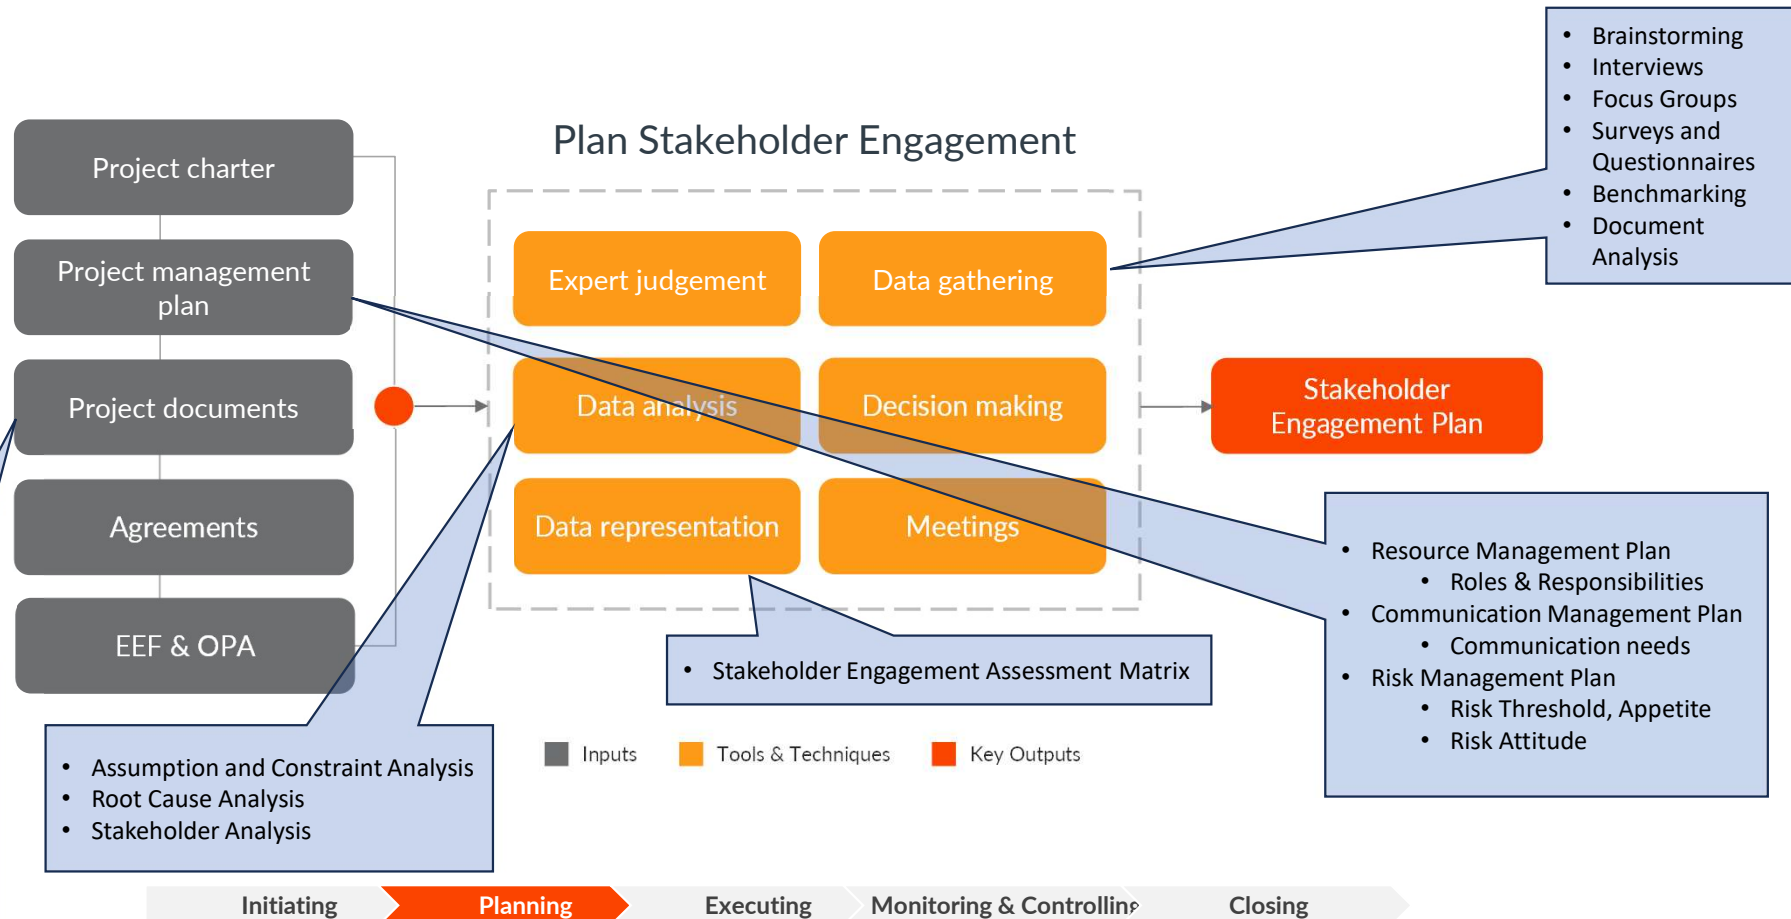 Plan Stakeholder Engagement
Project charter
Project management
plan
Project documents
Agreements
EEF & OPA
Expert judgement
Data gathering
Data analysis
Decision making
Data representation
Meetings
Stakeholder
Engagement Plan
• Brainstorming
• Interviews
• Focus Groups
• Surveys and
Questionnaires
• Benchmarking
• Document
Analysis
• Resource Management Plan
• Roles & Responsibilities
• Communication Management Plan
• Communication needs
• Risk Management Plan
• Risk Threshold, Appetite
• Risk Attitude
• Stakeholder Engagement Assessment Matrix
• Assumption and Constraint Analysis
• Root Cause Analysis
• Stakeholder Analysis
Inputs
Tools & Techniques
Key Outputs
Initiating
Planning
Executing
Monitoring & Controlling
Closing